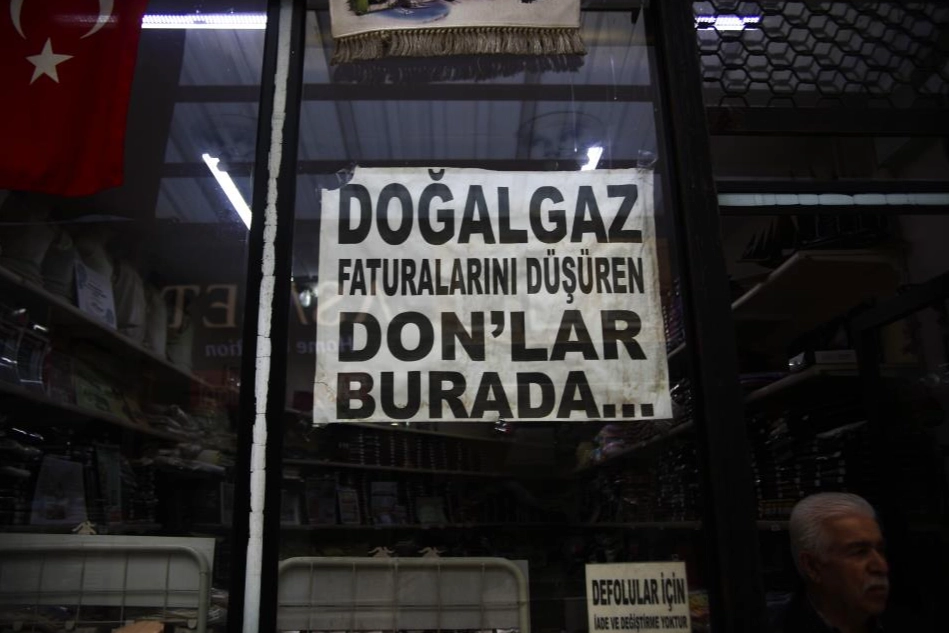 DOĞALGAZ
FATURALARINI DÜŞÜREN
DON'LAR
BURADA...
DEFOLULAR İÇİN
İADE VE DEĞİŞTİRME YOKTUR